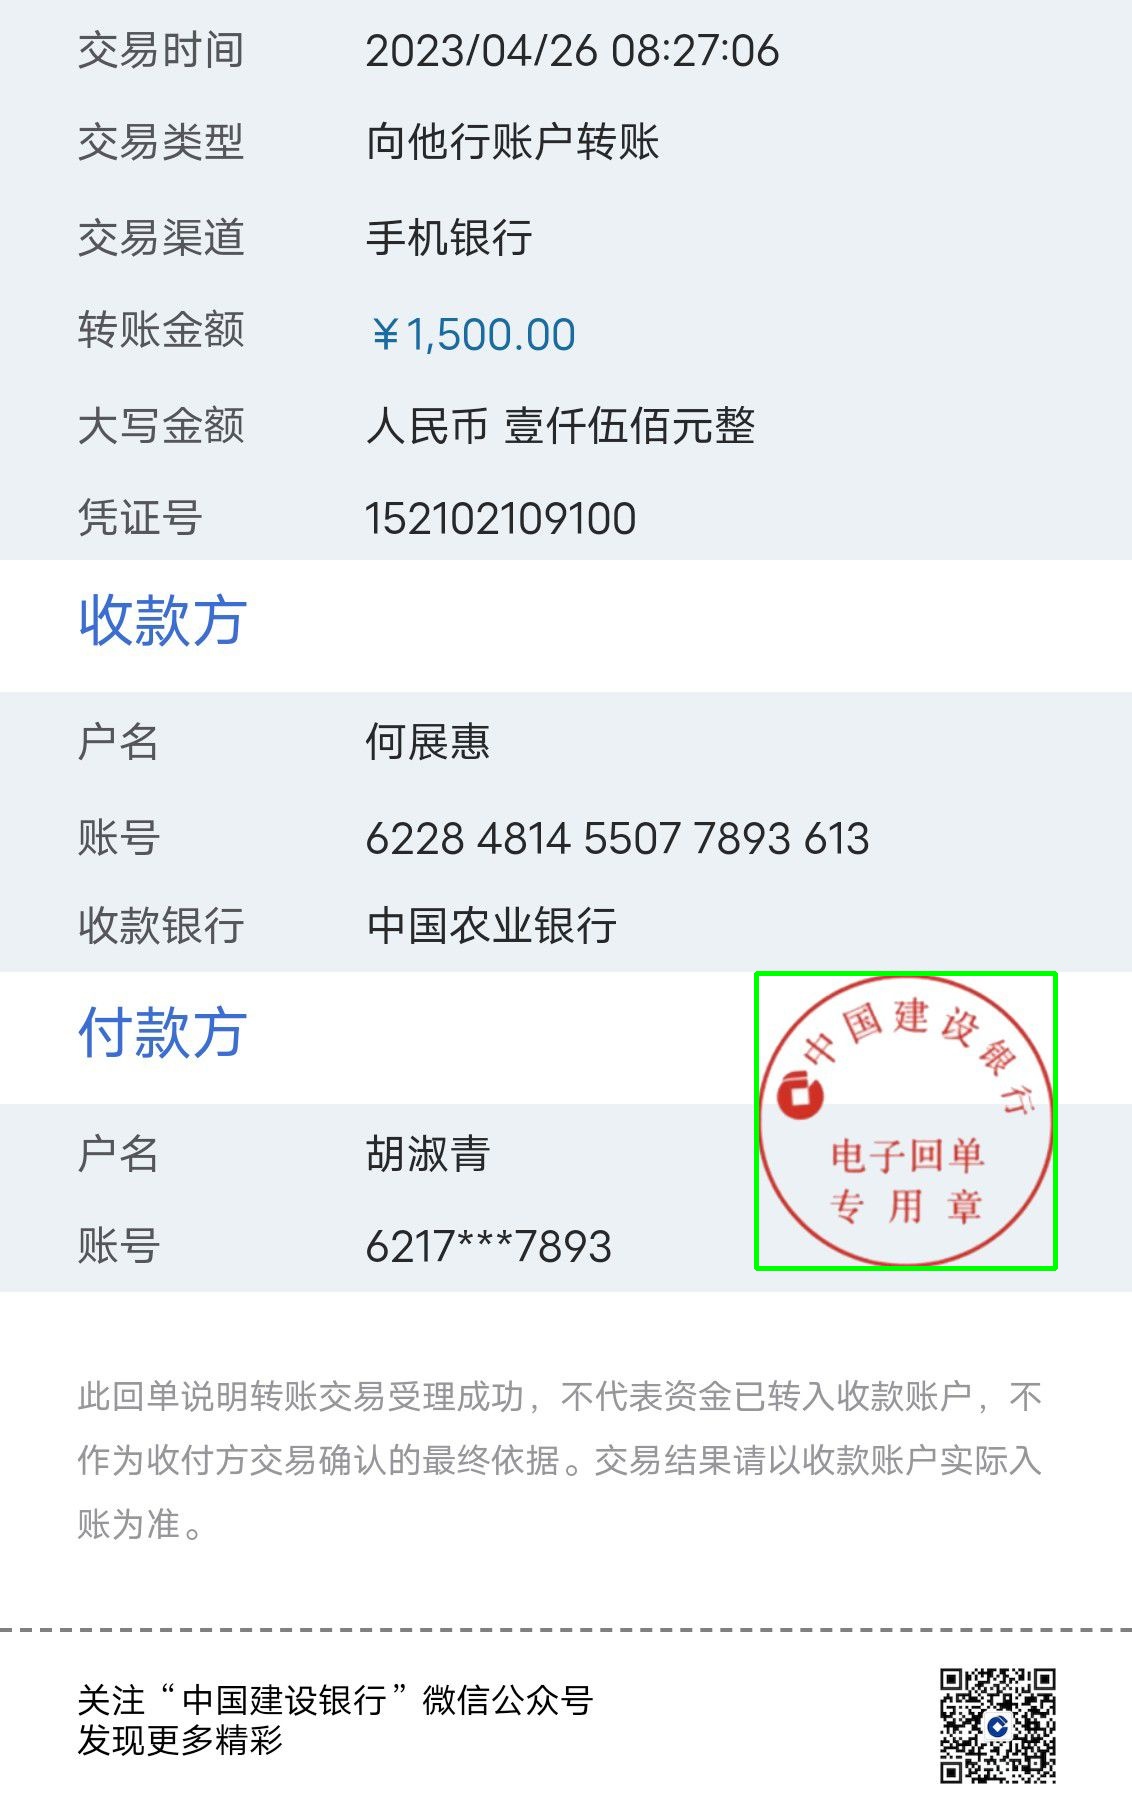 交易时间 2023/04/26 08:27:06
交易类型 向他行账户转账
交易渠道 手机银行
转账金额 ¥1,500.00
大写金额 人民币 壹仟伍佰元整
凭证号 152102109100
收款方
户名 何展惠
账号 6228 4814 5507 7893 613
收款银行 中国农业银行
付款方
中国建设银行
电子回单
专用章
户名 胡淑青
账号 6217***7893
此回单说明转账交易受理成功，不代表资金已转入收款账户，不
作为收付方交易确认的最终依据。交易结果请以收款账户实际入
账为准。
关注“中国建设银行”微信公众号
发现更多精彩